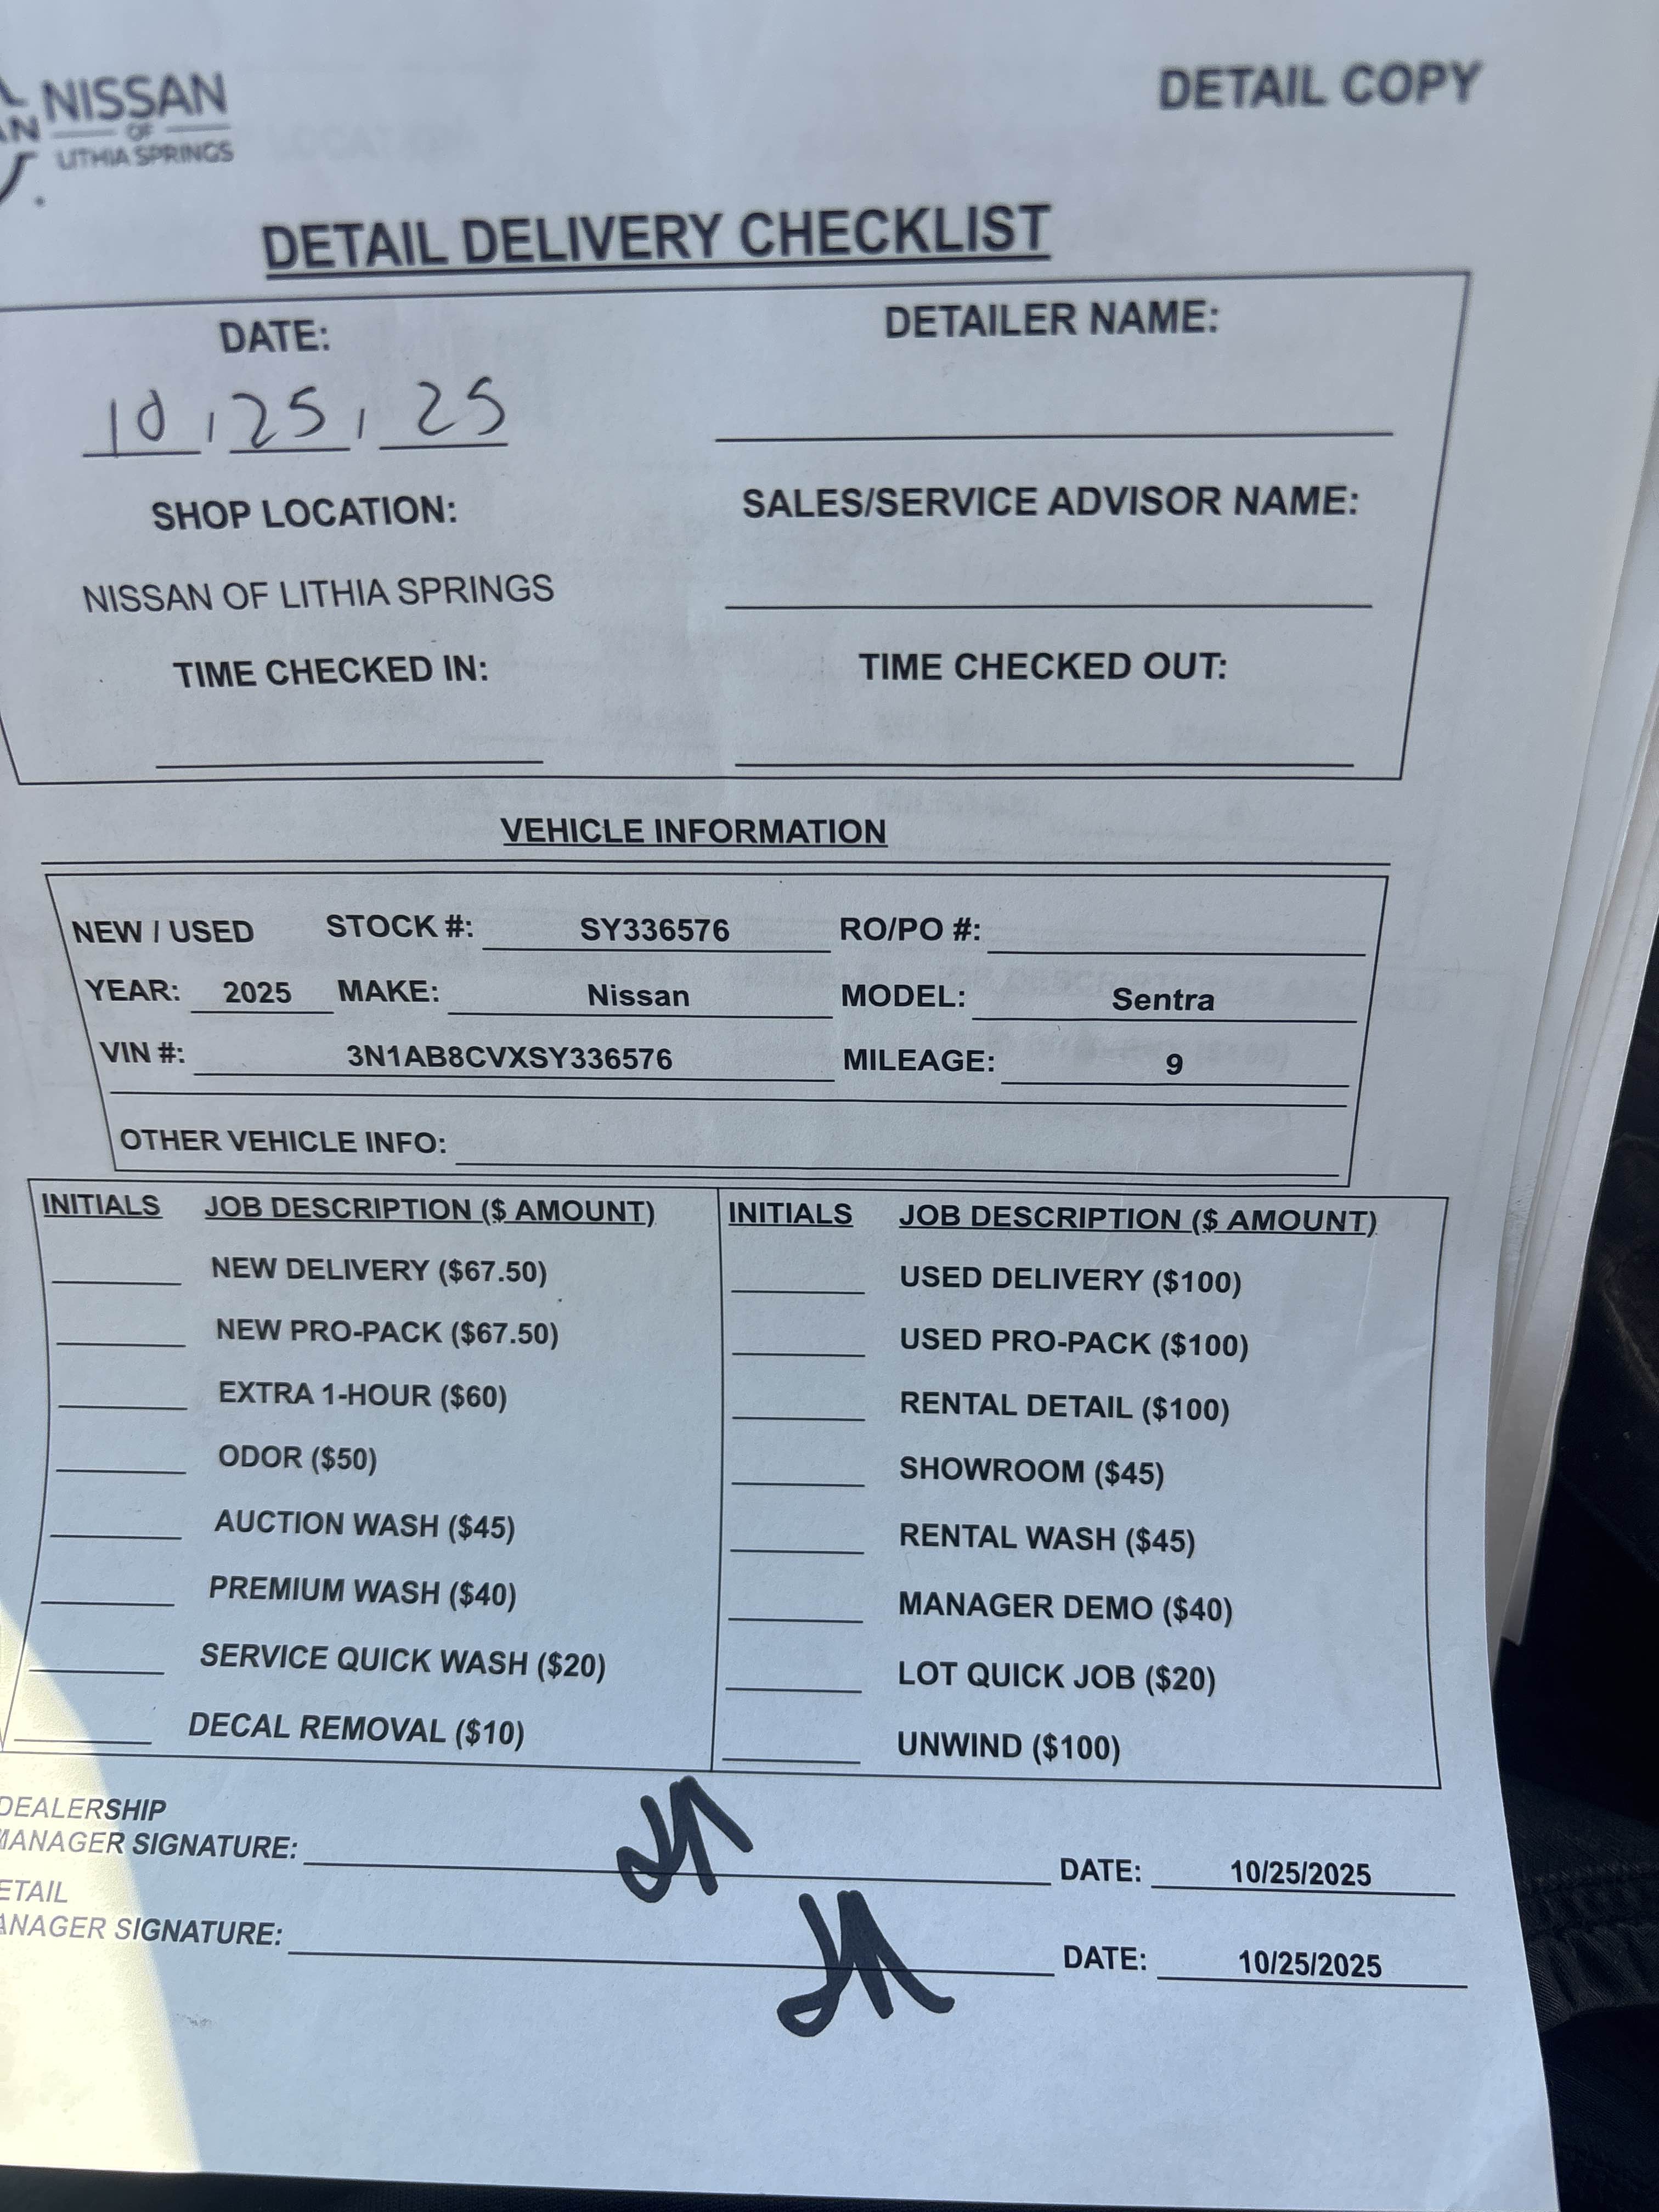 NISSAN
OF
LITHIA SPRINGS
DETAIL COPY
DETAIL DELIVERY CHECKLIST
DATE:
10, 25, 25
DETAILER NAME:
SHOP LOCATION:
NISSAN OF LITHIA SPRINGS
SALES/SERVICE ADVISOR NAME:
TIME CHECKED IN:
TIME CHECKED OUT:
VEHICLE INFORMATION
NEW / USED STOCK #: SY336576 RO/PO #:
YEAR: 2025 MAKE: Nissan MODEL: Sentra
VIN #: 3N1AB8CVXSY336576 MILEAGE: 9
OTHER VEHICLE INFO:
INITIALS JOB DESCRIPTION ($ AMOUNT)
NEW DELIVERY ($67.50)
NEW PRO-PACK ($67.50)
EXTRA 1-HOUR ($60)
ODOR ($50)
AUCTION WASH ($45)
PREMIUM WASH ($40)
SERVICE QUICK WASH ($20)
DECAL REMOVAL ($10)
INITIALS JOB DESCRIPTION ($ AMOUNT)
USED DELIVERY ($100)
USED PRO-PACK ($100)
RENTAL DETAIL ($100)
SHOWROOM ($45)
RENTAL WASH ($45)
MANAGER DEMO ($40)
LOT QUICK JOB ($20)
UNWIND ($100)
DEALERSHIP
MANAGER SIGNATURE: DATE: 10/25/2025
ETAIL
ANAGER SIGNATURE: DATE: 10/25/2025